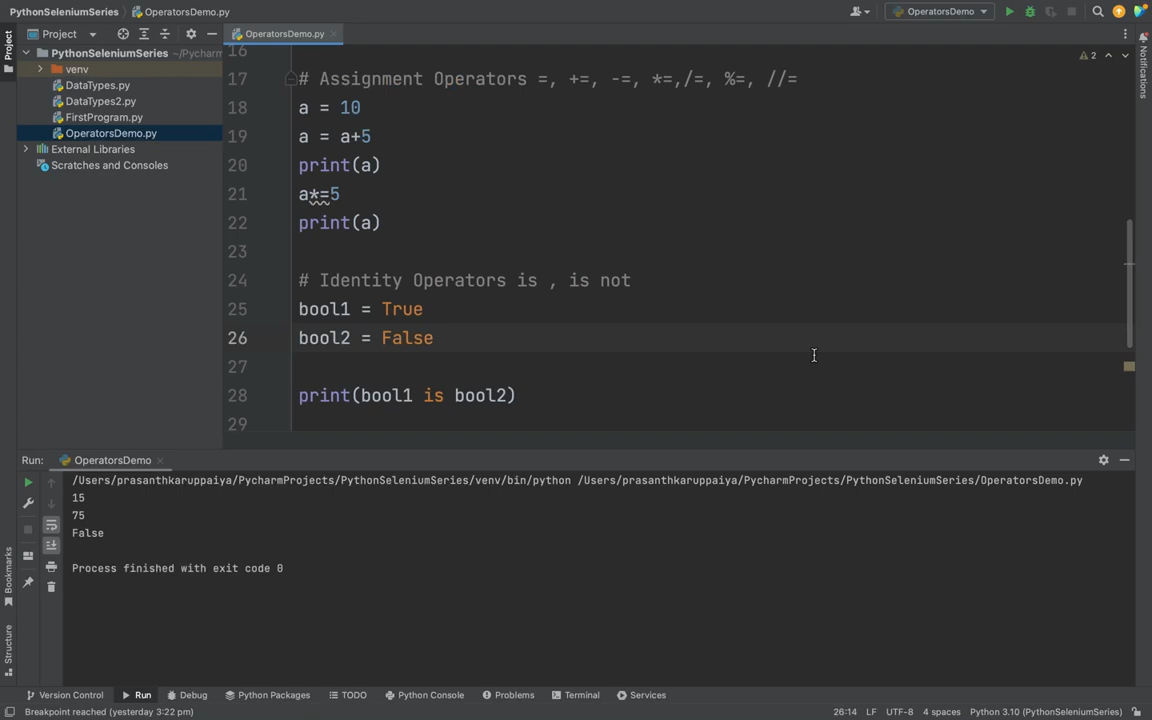 PythonSeleniumSeries OperatorsDemo.py OperatorsDemo
Project OperatorsDemo.py
PythonSeleniumSeries ~/Pycharm
venv
DataTypes.py
DataTypes2.py
FirstProgram.py
OperatorsDemo.py
External Libraries
Scratches and Consoles
Project
Bookmarks
Structure
Notifications
2
16
17 # Assignment Operators =, +=, -=, *=,/=, %=, //=
18 a = 10
19 a = a+5
20 print(a)
21 a*=5
22 print(a)
23
24 # Identity Operators is , is not
25 bool1 = True
26 bool2 = False
27
28 print(bool1 is bool2)
29
Run: OperatorsDemo
/Users/prasanthkaruppaiya/PycharmProjects/PythonSeleniumSeries/venv/bin/python /Users/prasanthkaruppaiya/PycharmProjects/PythonSeleniumSeries/OperatorsDemo.py
15
75
False
Process finished with exit code 0
Version Control Run Debug Python Packages TODO Python Console Problems Terminal Services
Breakpoint reached (yesterday 3:22 pm) 26:14 LF UTF-8 4 spaces Python 3.10 (PythonSeleniumSeries)